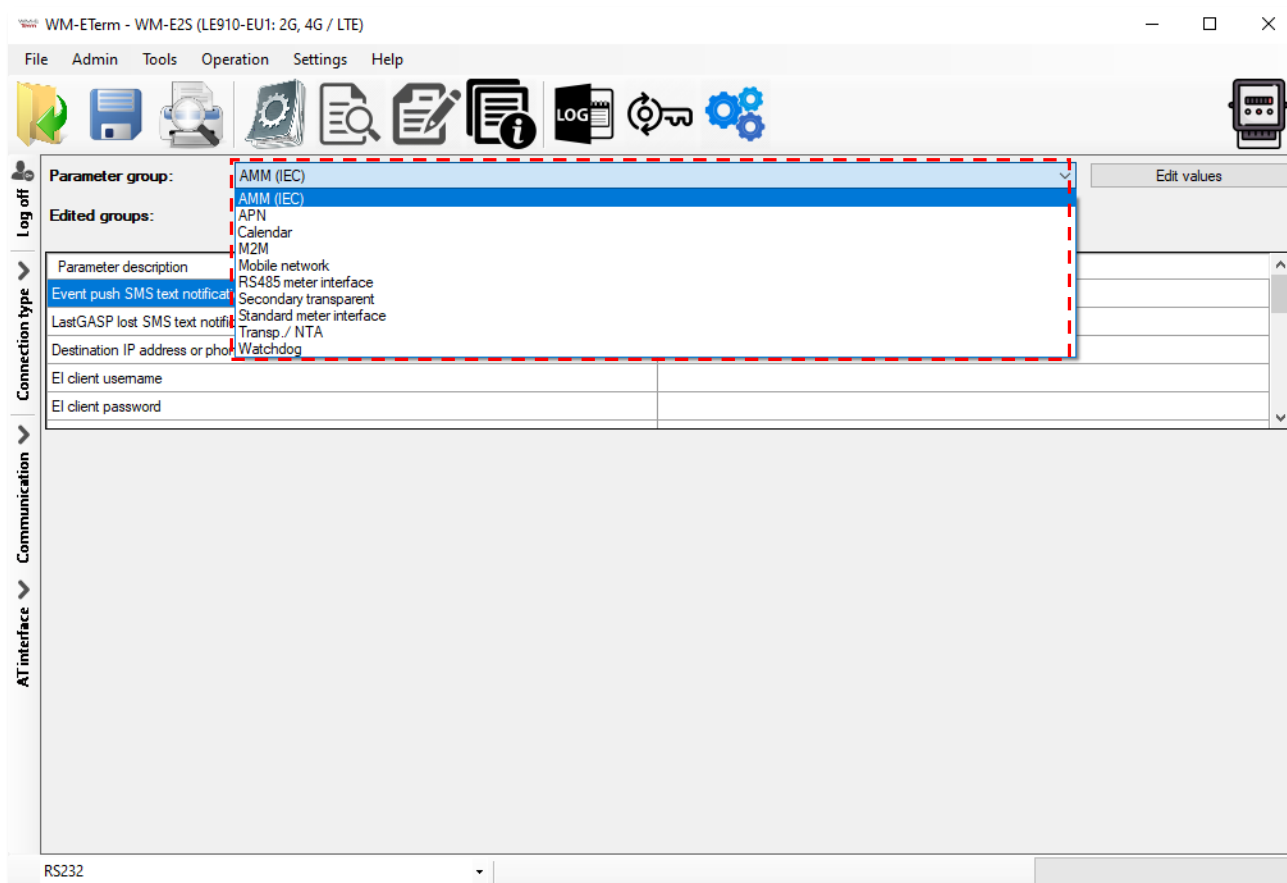 WM-ETerm - WM-E2S (LE910-EU1: 2G, 4G / LTE)
File Admin Tools Operation Settings Help
LOG
Log off
Connection type
Communication
AT interface
Parameter group:
AMM (IEC)
Edit values
AMM (IEC)
APN
Calendar
M2M
Mobile network
RS485 meter interface
Secondary transparent
Standard meter interface
Transp./ NTA
Watchdog
Edited groups:
Parameter description
Event push SMS text notificati
LastGASP lost SMS text notifi
Destination IP address or pho
EI client username
EI client password
RS232